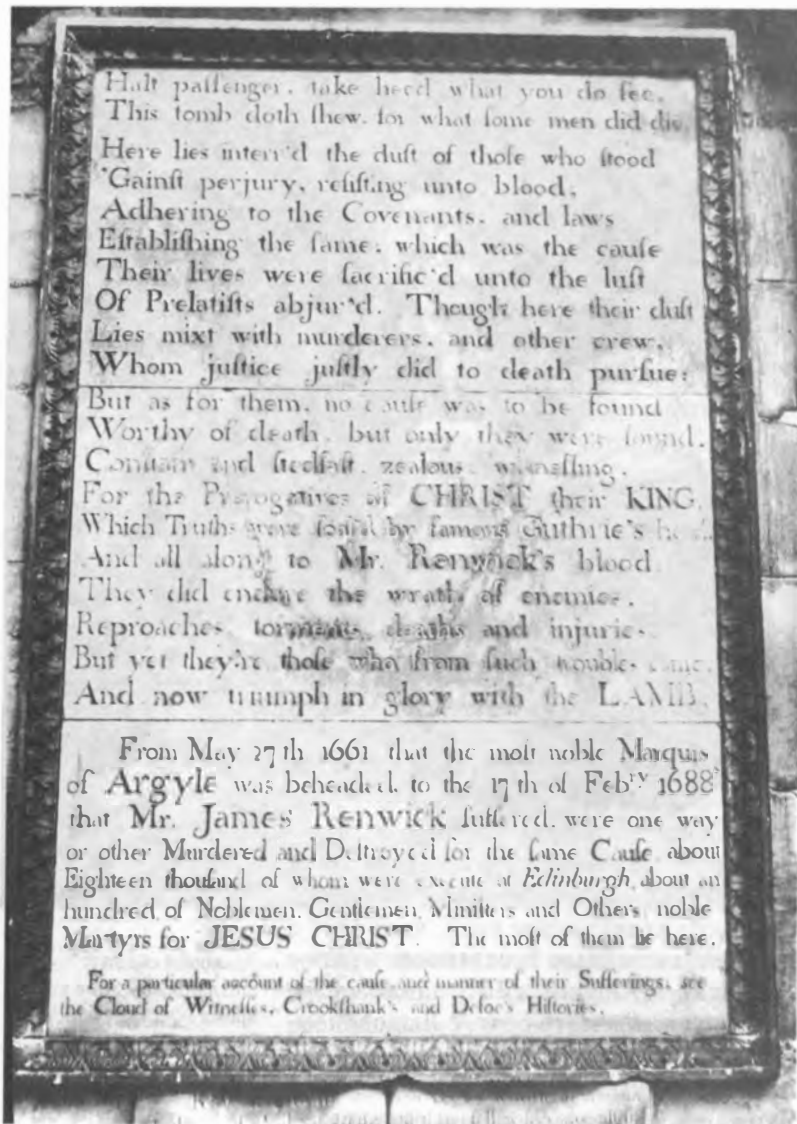 Halt paſſenger, take heed what you do ſee,
This tomb doth ſhew, for what ſome men did die.
Here lies interr'd the duſt of thoſe who ſtood
'Gainſt perjury, reſiſting unto blood,
Adhering to the Covenants, and laws
Eſtabliſhing the ſame; which was the cauſe
Their lives were ſacrific'd unto the luſt
Of Prelatiſts abjur'd. Though here their duſt
Lies mixt with murderers, and other crew,
Whom juſtice juſtly did to death purſue:
But as for them, no cauſe was to be found
Worthy of death, but only they were found,
Conſtant and ſtedfaſt, zealous, witneſſing,
For the Prerogatives of CHRIST their KING.
Which Truths were ſeal'd by famous Guthrie's
And all along to Mr. Renwick's blood
They did endure the wrath of enemies,
Reproaches, torments, deaths and injuries
But yet they're thoſe who from ſuch troubles came,
And now triumph in glory with the LAMB.
From May 27th 1661 that the moſt noble Marquis
of Argyle was beheaded, to the 17th of Febry 1688
that Mr. James Renwick ſuffered, were one way
or other Murdered and Deſtroyed for the ſame Cauſe about
Eighteen thouſand of whom were execute at Edinburgh about an
hundred of Noblemen, Gentlemen, Miniſters and Others, noble
Martyrs for JESUS CHRIST. The moſt of them lie here.
For a particular account of the cauſe and manner of their Sufferings, see
the Cloud of Witneſſes, Crookſhank's and Defoe's Hiſtories.